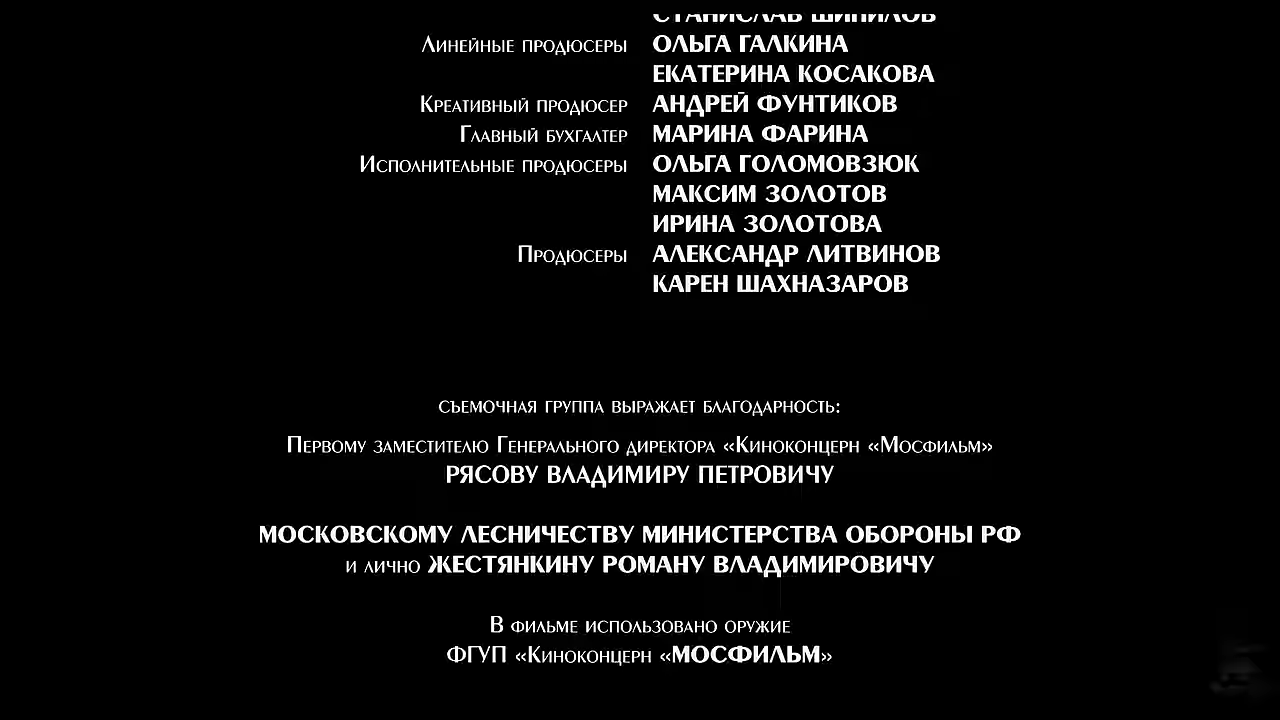 СТАНИСЛАВ ШИПИЛОВ
Линейные продюсеры ОЛЬГА ГАЛКИНА
ЕКАТЕРИНА КОСАКОВА
Креативный продюсер АНДРЕЙ ФУНТИКОВ
Главный бухгалтер МАРИНА ФАРИНА
Исполнительные продюсеры ОЛЬГА ГОЛОМОВЗЮК
МАКСИМ ЗОЛОТОВ
ИРИНА ЗОЛОТОВА
Продюсеры АЛЕКСАНДР ЛИТВИНОВ
КАРЕН ШАХНАЗАРОВ
съемочная группа выражает благодарность:
Первому заместителю Генерального директора «Киноконцерн «Мосфильм»
РЯСОВУ ВЛАДИМИРУ ПЕТРОВИЧУ
МОСКОВСКОМУ ЛЕСНИЧЕСТВУ МИНИСТЕРСТВА ОБОРОНЫ РФ
и лично ЖЕСТЯНКИНУ РОМАНУ ВЛАДИМИРОВИЧУ
В фильме использовано оружие
ФГУП «Киноконцерн «МОСФИЛЬМ»